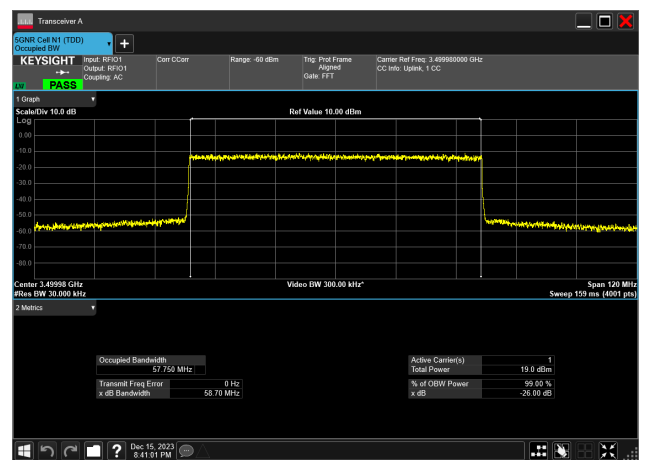 Transceiver A
5GNR Cell N1 (TDD)
Occupied BW
KEYSIGHT
LV PASS
Input: RFIO1
Output: RFIO1
Coupling: AC
Corr CCorr
Range: -60 dBm
Trig: Prot Frame
Aligned
Gate: FFT
Carrier Ref Freq: 3.499980000 GHz
CC Info: Uplink, 1 CC
1 Graph
Scale/Div 10.0 dB
Ref Value 10.00 dBm
Log
0.00
-10.0
-20.0
-30.0
-40.0
-50.0
-60.0
-70.0
-80.0
Center 3.49998 GHz
Video BW 300.00 kHz*
Span 120 MHz
#Res BW 30.000 kHz
Sweep 159 ms (4001 pts)
2 Metrics
Occupied Bandwidth
57.750 MHz
Transmit Freq Error 0 Hz
x dB Bandwidth 58.70 MHz
Active Carrier(s) 1
Total Power 19.0 dBm
% of OBW Power 99.00 %
x dB -26.00 dB
? Dec 15, 2023
8:41:01 PM